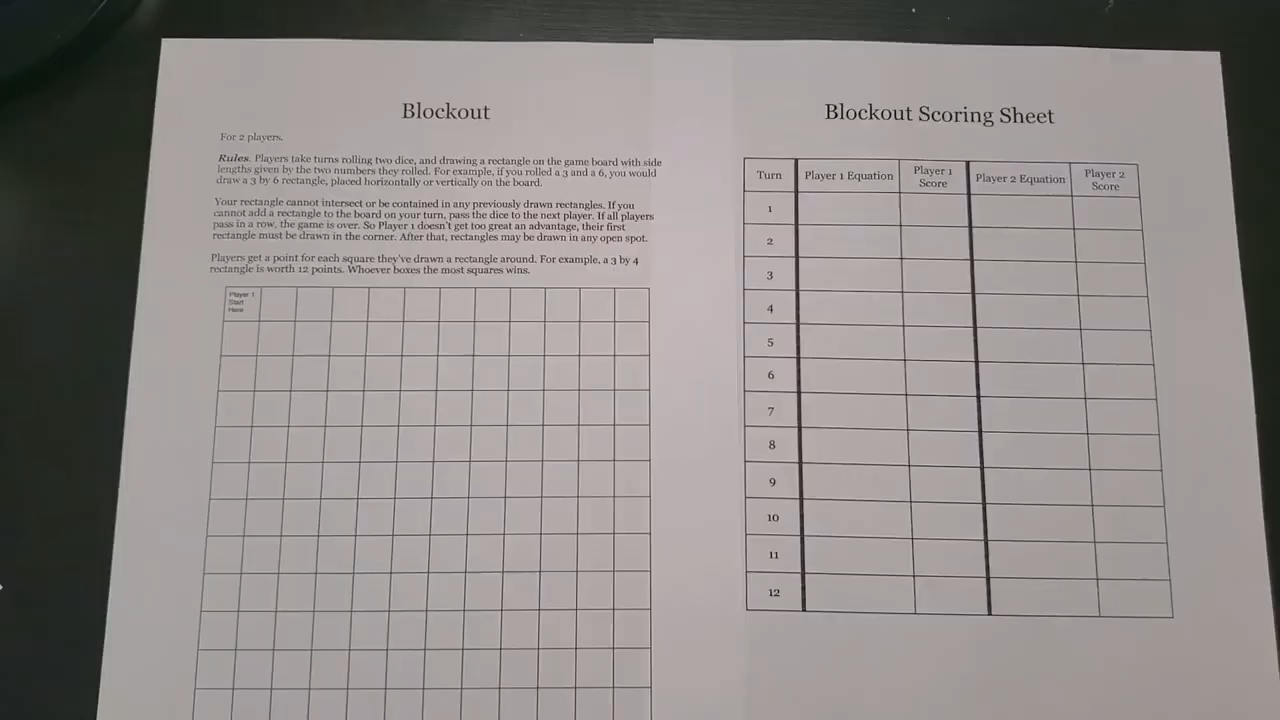 Blockout
For 2 players.
Rules. Players take turns rolling two dice, and drawing a rectangle on the game board with side
lengths given by the two numbers they rolled. For example, if you rolled a 3 and a 6, you would
draw a 3 by 6 rectangle, placed horizontally or vertically on the board.
Your rectangle cannot intersect or be contained in any previously drawn rectangles. If you
cannot add a rectangle to the board on your turn, pass the dice to the next player. If all players
pass in a row, the game is over. So Player 1 doesn't get too great an advantage, their first
rectangle must be drawn in the corner. After that, rectangles may be drawn in any open spot.
Players get a point for each square they've drawn a rectangle around. For example, a 3 by 4
rectangle is worth 12 points. Whoever boxes the most squares wins.
Player 1
Start
Here
Blockout Scoring Sheet
Turn Player 1 Equation Player 1 Score Player 2 Equation Player 2 Score
1
2
3
4
5
6
7
8
9
10
11
12